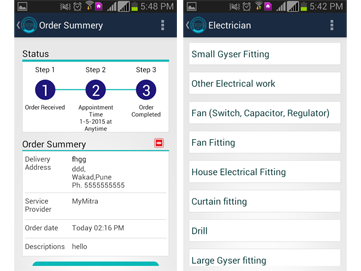 5:48 PM
Order Summery
Status
Step 1
Step 2
Step 3
1
2
3
Order Received
Appointment
Time
1-5-2015 at
Anytime
Order
Completed
Order Summery
Delivery
Address
fhgg
ddd,
Wakad,Pune
Ph. 5555555555
Service
Provider
MyMitra
Order date
Today 02:16 PM
Descriptions
hello
5:42 PM
Electrician
Small Gyser Fitting
Other Electrical work
Fan (Switch, Capacitor, Regulator)
Fan Fitting
House Electrical Fitting
Curtain fitting
Drill
Large Gyser fitting